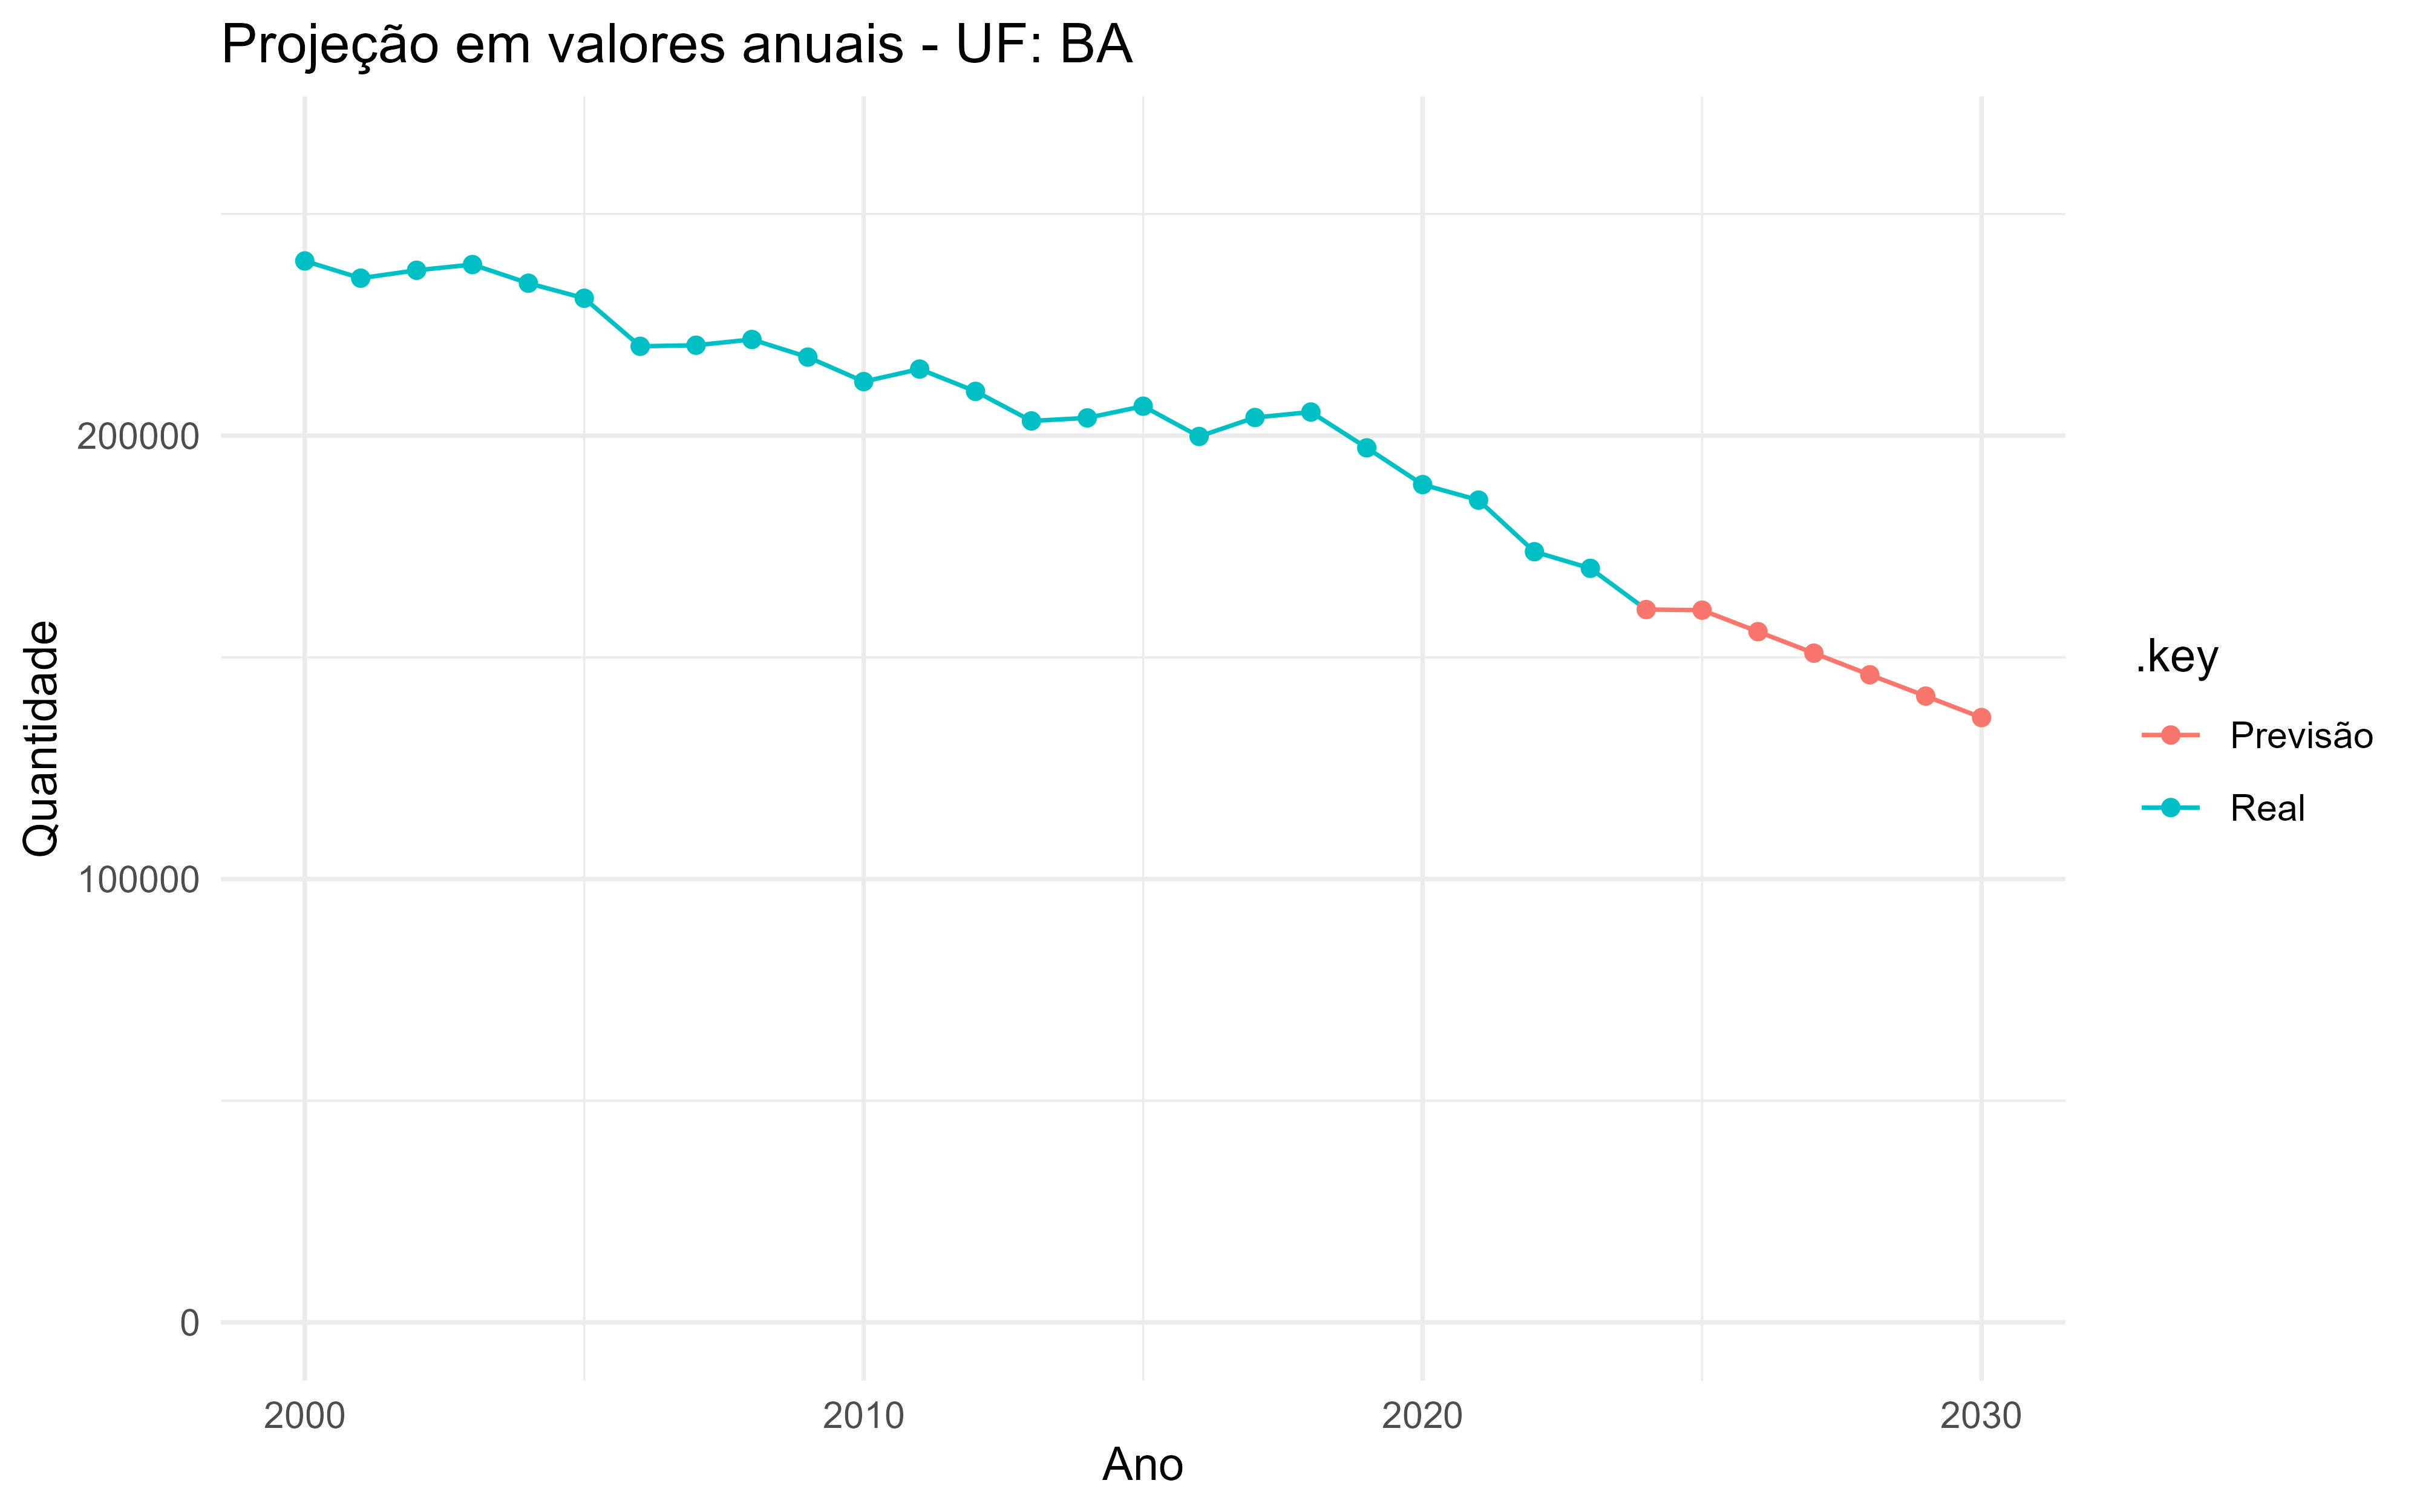 Projeção em valores anuais - UF: BA
Quantidade
200000
100000
0
2000
2010
2020
2030
Ano
.key
Previsão
Real